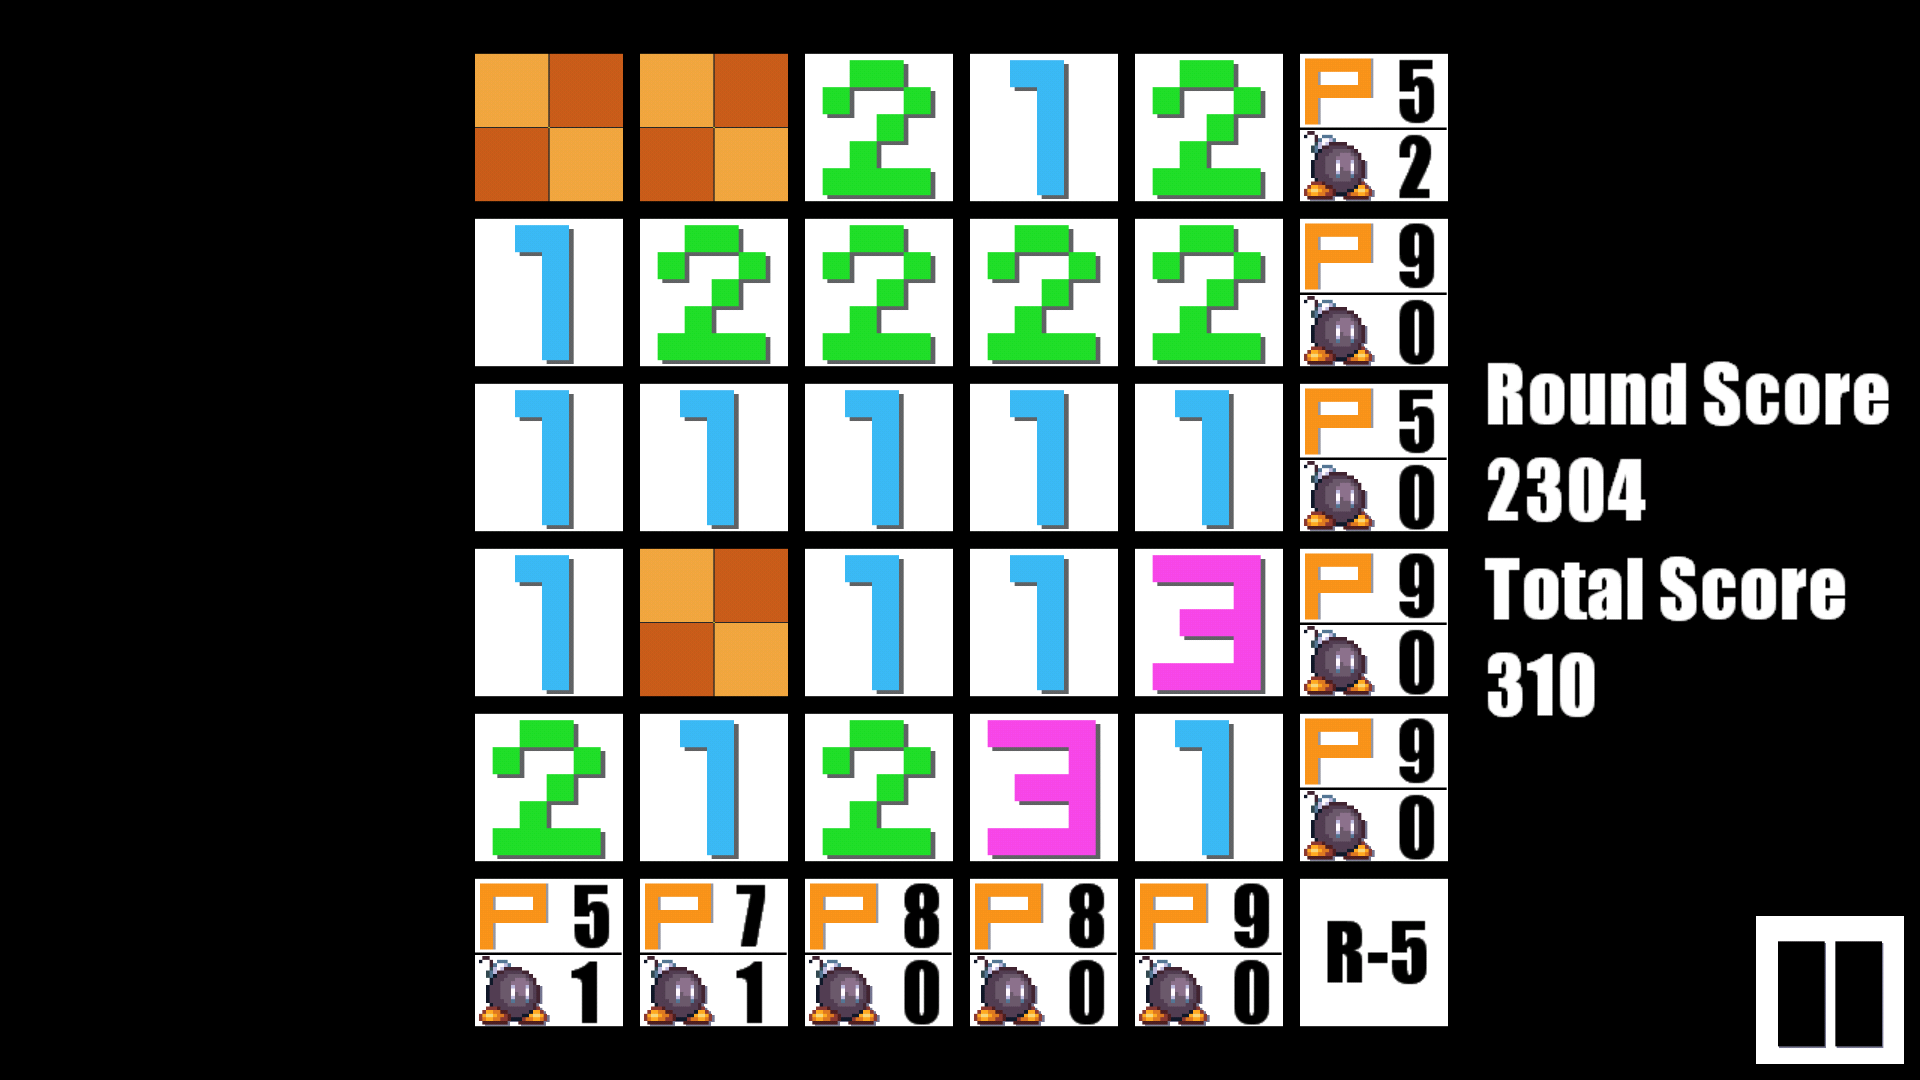 2 1 2 P 5
2
1 2 2 2 2 P 9
0
1 1 1 1 1 P 5
0
1 1 1 3 P 9
0
2 1 2 3 1 P 9
0
P 5 P 7 P 8 P 8 P 9
1 1 0 0 0
R-5
Round Score
2304
Total Score
310